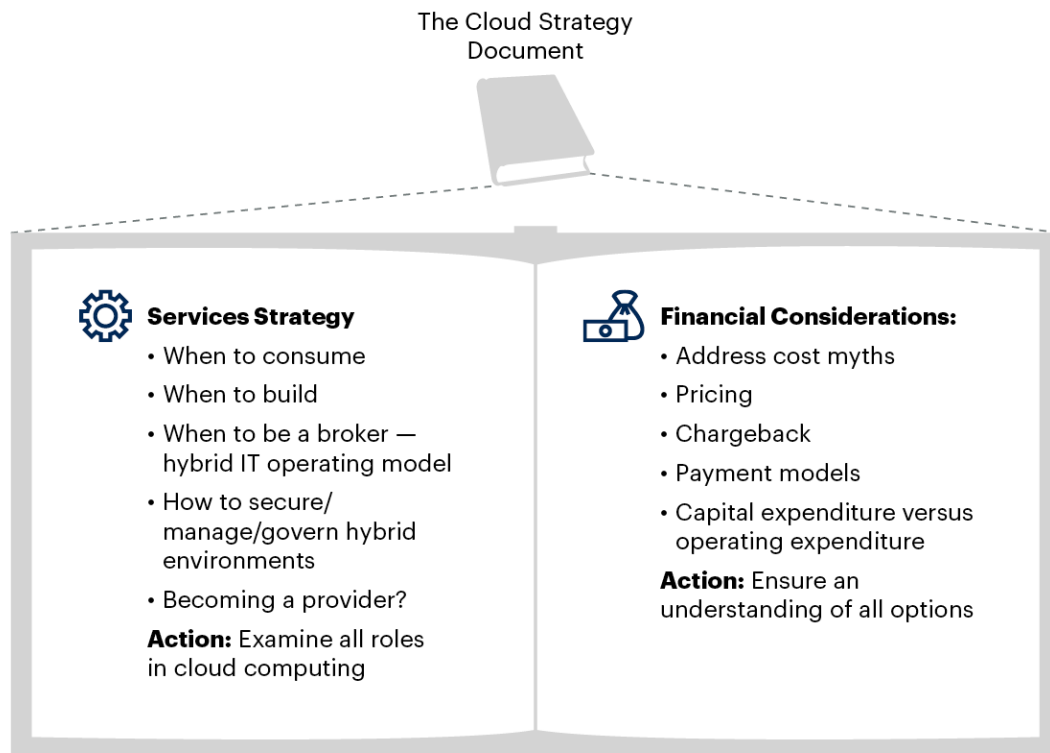 The Cloud Strategy
Document
Services Strategy
• When to consume
• When to build
• When to be a broker —
hybrid IT operating model
• How to secure/
manage/govern hybrid
environments
• Becoming a provider?
Action: Examine all roles
in cloud computing
Financial Considerations:
• Address cost myths
• Pricing
• Chargeback
• Payment models
• Capital expenditure versus
operating expenditure
Action: Ensure an
understanding of all options